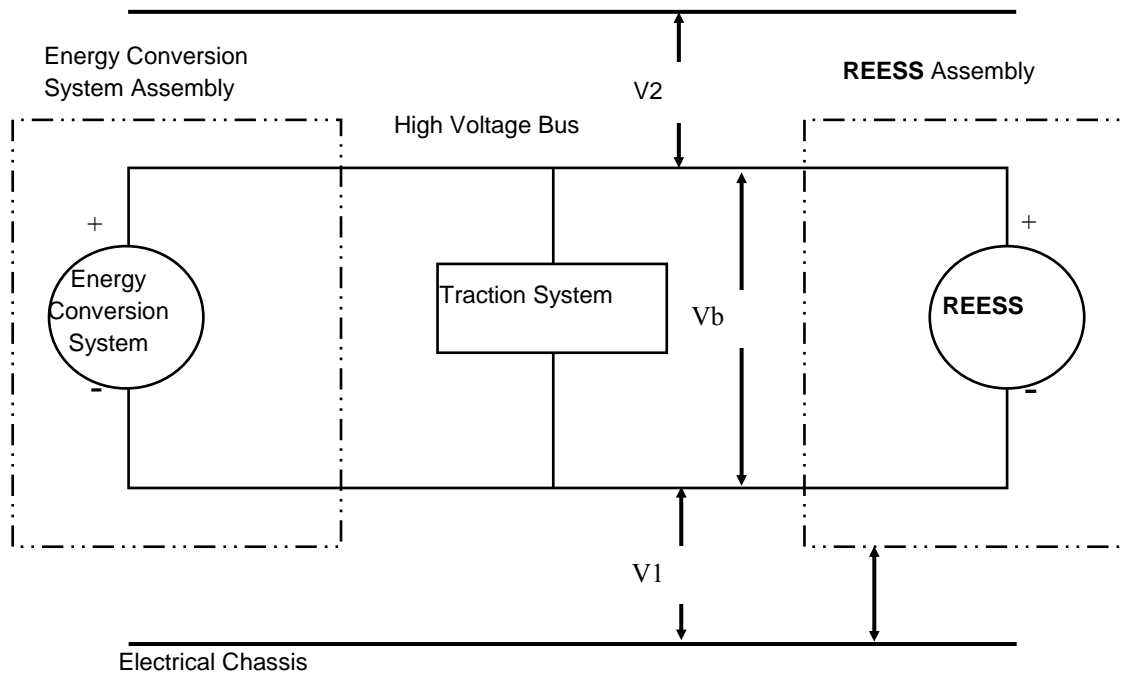 Energy Conversion
System Assembly
REESS Assembly
V2
High Voltage Bus
+
+
Energy
Conversion
System
Traction System
Vb
REESS
-
-
V1
Electrical Chassis